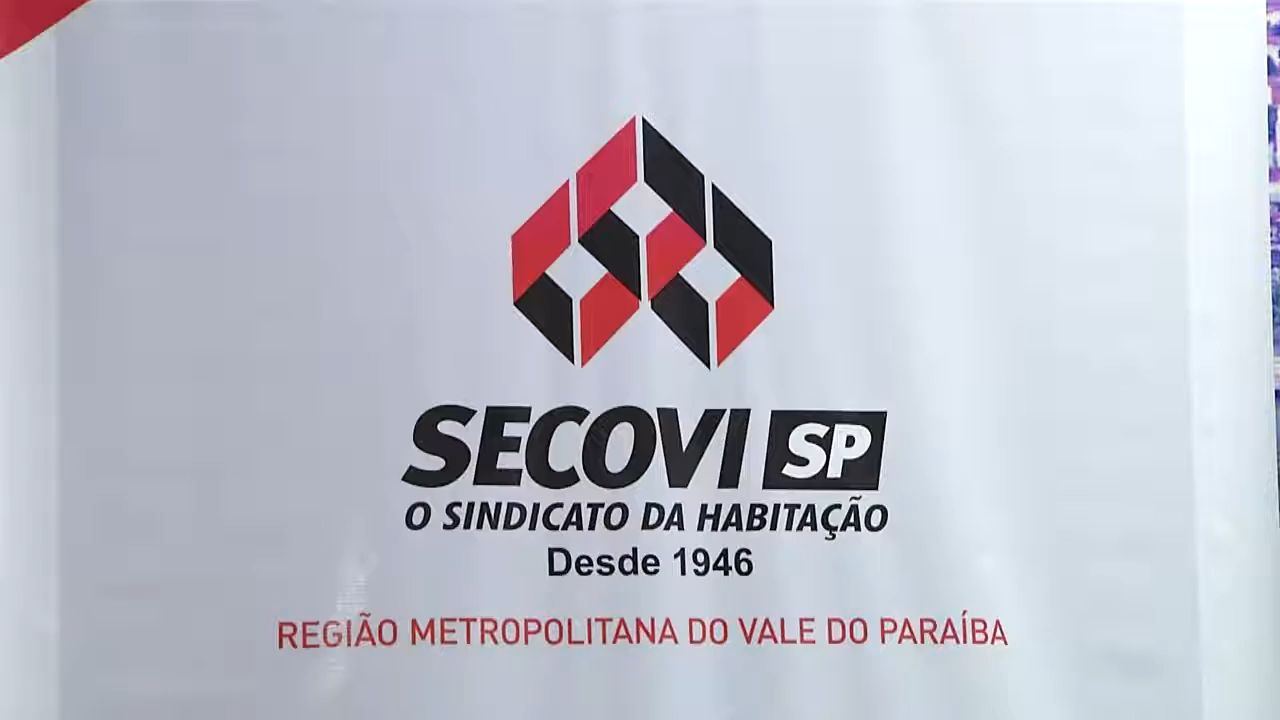 SECOVI SP
O SINDICATO DA HABITAÇÃO
Desde 1946
REGIÃO METROPOLITANA DO VALE DO PARAÍBA